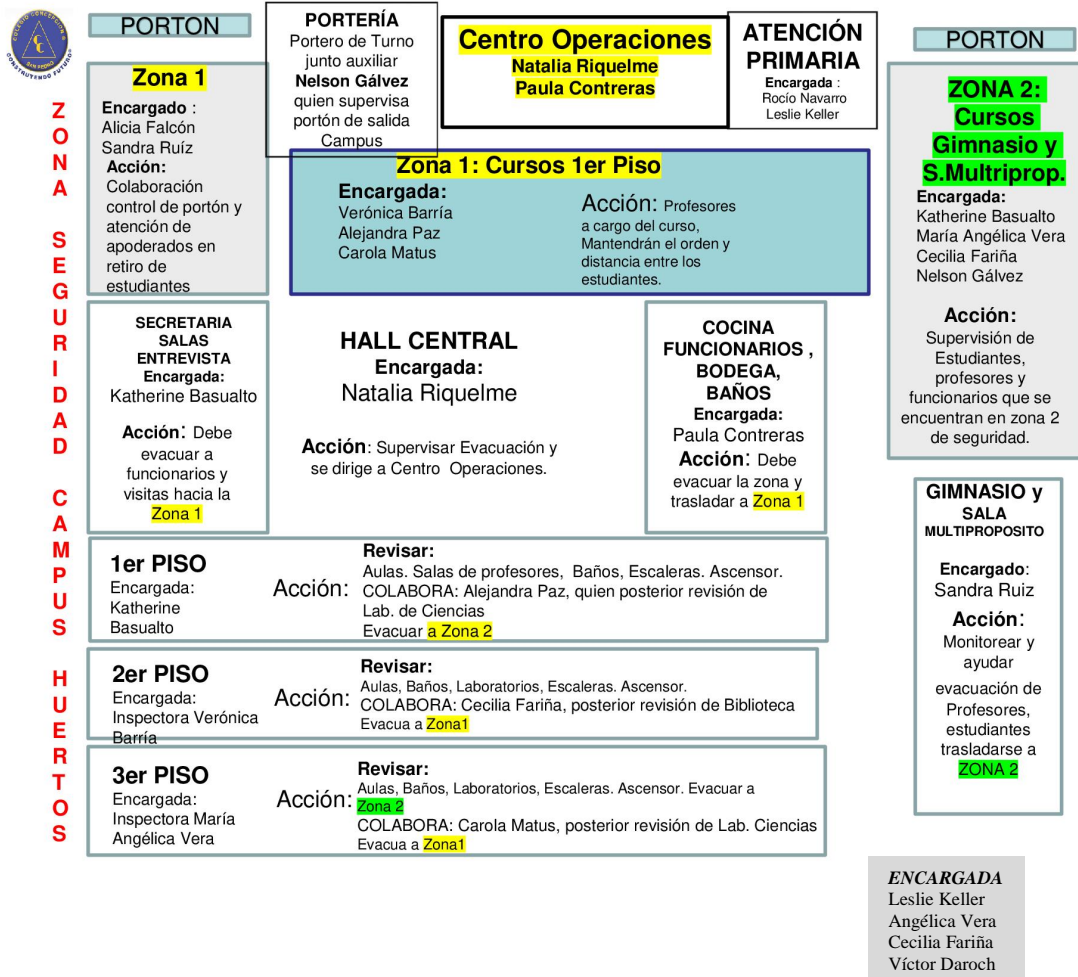 COLEGIO CONCEPCIÓN
SAN PEDRO
CONSTRUYENDO FUTURO
ZONA SEGURIDAD CAMPUS HUERTOS
PORTON
Zona 1
Encargado :
Alicia Falcón
Sandra Ruíz
Acción:
Colaboración
control de portón y
atención de
apoderados en
retiro de
estudiantes
PORTERÍA
Portero de Turno
junto auxiliar
Nelson Gálvez
quien supervisa
portón de salida
Campus
Centro Operaciones
Natalia Riquelme
Paula Contreras
ATENCIÓN
PRIMARIA
Encargada :
Rocío Navarro
Leslie Keller
PORTON
ZONA 2:
Cursos
Gimnasio y
S.Multiprop.
Encargada:
Katherine Basualto
María Angélica Vera
Cecilia Fariña
Nelson Gálvez
Acción:
Supervisión de
Estudiantes,
profesores y
funcionarios que se
encuentran en zona 2
de seguridad.
Zona 1: Cursos 1er Piso
Encargada:
Verónica Barría
Alejandra Paz
Carola Matus
Acción: Profesores
a cargo del curso,
Mantendrán el orden y
distancia entre los
estudiantes.
SECRETARIA
SALAS
ENTREVISTA
Encargada:
Katherine Basualto
Acción: Debe
evacuar a
funcionarios y
visitas hacia la
Zona 1
HALL CENTRAL
Encargada:
Natalia Riquelme
Acción: Supervisar Evacuación y
se dirige a Centro Operaciones.
COCINA
FUNCIONARIOS ,
BODEGA,
BAÑOS
Encargada:
Paula Contreras
Acción: Debe
evacuar la zona y
trasladar a Zona 1
GIMNASIO y
SALA
MULTIPROPOSITO
Encargado:
Sandra Ruiz
Acción:
Monitorear y
ayudar
evacuación de
Profesores,
estudiantes
trasladarse a
ZONA 2
1er PISO
Encargada:
Katherine
Basualto
Acción:
Revisar:
Aulas. Salas de profesores, Baños, Escaleras. Ascensor.
COLABORA: Alejandra Paz, quien posterior revisión de
Lab. de Ciencias
Evacuar a Zona 2
2er PISO
Encargada:
Inspectora Verónica
Barría
Acción:
Revisar:
Aulas, Baños, Laboratorios, Escaleras. Ascensor.
COLABORA: Cecilia Fariña, posterior revisión de Biblioteca
Evacua a Zona1
3er PISO
Encargada:
Inspectora María
Angélica Vera
Acción:
Revisar:
Aulas, Baños, Laboratorios, Escaleras. Ascensor. Evacuar a
Zona 2
COLABORA: Carola Matus, posterior revisión de Lab. Ciencias
Evacua a Zona1
ENCARGADA
Leslie Keller
Angélica Vera
Cecilia Fariña
Víctor Daroch